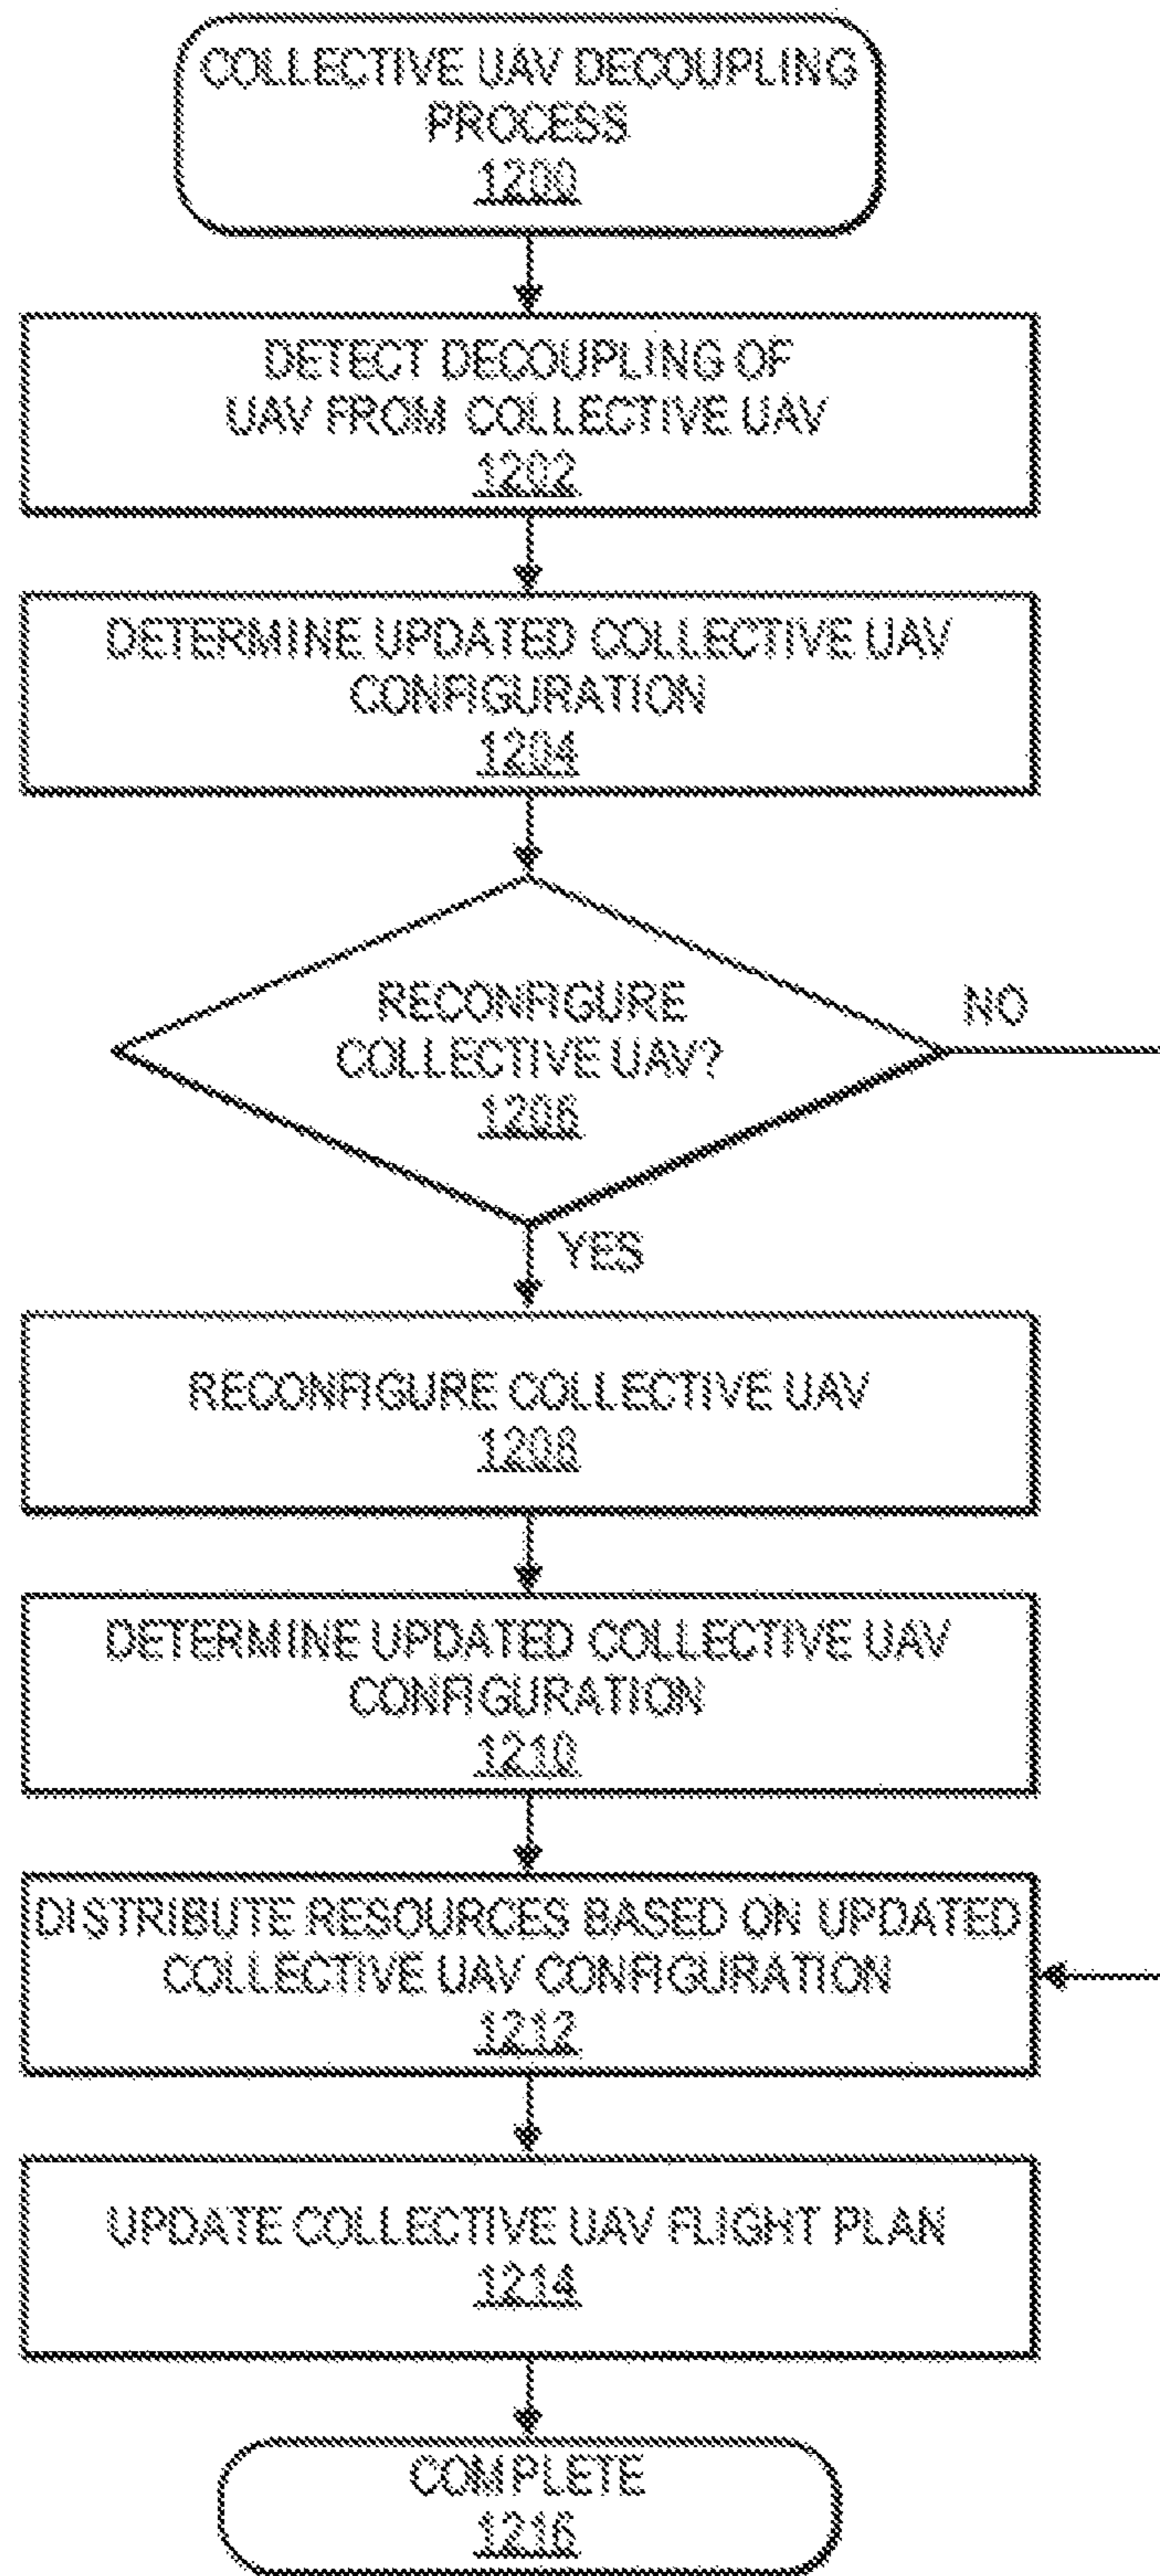 COLLECTIVE UAV DECOUPLING
PROCESS
1200
DETECT DECOUPLING OF
UAV FROM COLLECTIVE UAV
1202
DETERMINE UPDATED COLLECTIVE UAV
CONFIGURATION
1204
RECONFIGURE
COLLECTIVE UAV?
1206
NO
YES
RECONFIGURE COLLECTIVE UAV
1208
DETERMINE UPDATED COLLECTIVE UAV
CONFIGURATION
1210
DISTRIBUTE RESOURCES BASED ON UPDATED
COLLECTIVE UAV CONFIGURATION
1212
UPDATE COLLECTIVE UAV FLIGHT PLAN
1214
COMPLETE
1216